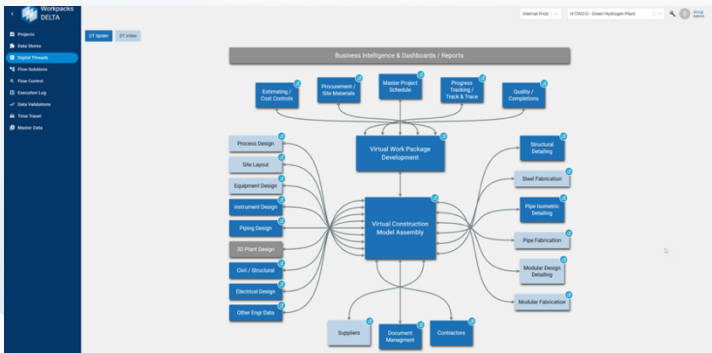 Workpacks
DELTA
Internal Prod
H-TWO-O - Green Hydrogen Plant
Admin
Projects
Data Stores
Digital Threads
Flow Solutions
Flow Control
Execution Log
Data Validations
Time Travel
Master Data
DT Spider
DT Index
Business Intelligence & Dashboards / Reports
Estimating /
Cost Controls
Procurement /
Site Materials
Master Project
Schedule
Progress
Tracking /
Track & Trace
Quality /
Completions
Virtual Work Package
Development
Process Design
Site Layout
Equipment Design
Instrument Design
Piping Design
3D Plant Design
Civil / Structural
Electrical Design
Other Engr Data
Virtual Construction
Model Assembly
Structural
Detailing
Steel Fabrication
Pipe Isometric
Detailing
Pipe Fabrication
Modular Design
Detailing
Modular Fabrication
Suppliers
Document
Managment
Contractors